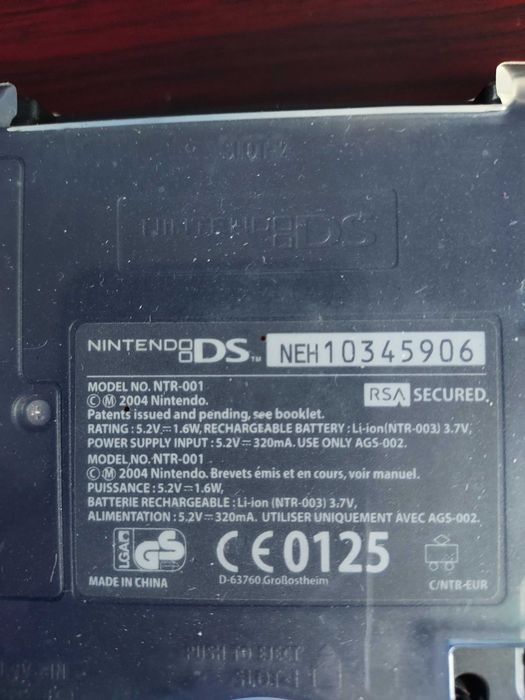 SLOT-2
NINTENDO DS
NINTENDO DS™ NEH10345906
MODEL NO. NTR-001
© Ⓜ 2004 Nintendo.
RSA SECURED.
Patents issued and pending, see booklet.
RATING : 5.2V⎓1.6W, RECHARGEABLE BATTERY : Li-ion(NTR-003) 3.7V,
POWER SUPPLY INPUT : 5.2V⎓320mA. USE ONLY AGS-002.
MODEL NO. NTR-001
© Ⓜ 2004 Nintendo. Brevets émis et en cours, voir manuel.
PUISSANCE : 5.2V⎓1.6W,
BATTERIE RECHARGEABLE : Li-ion (NTR-003) 3.7V,
ALIMENTATION : 5.2V⎓320mA. UTILISER UNIQUEMENT AVEC AGS-002.
LGA GS CE0125
MADE IN CHINA D-63760 Großostheim C/NTR-EUR
PUSH TO EJECT
SLOT-1